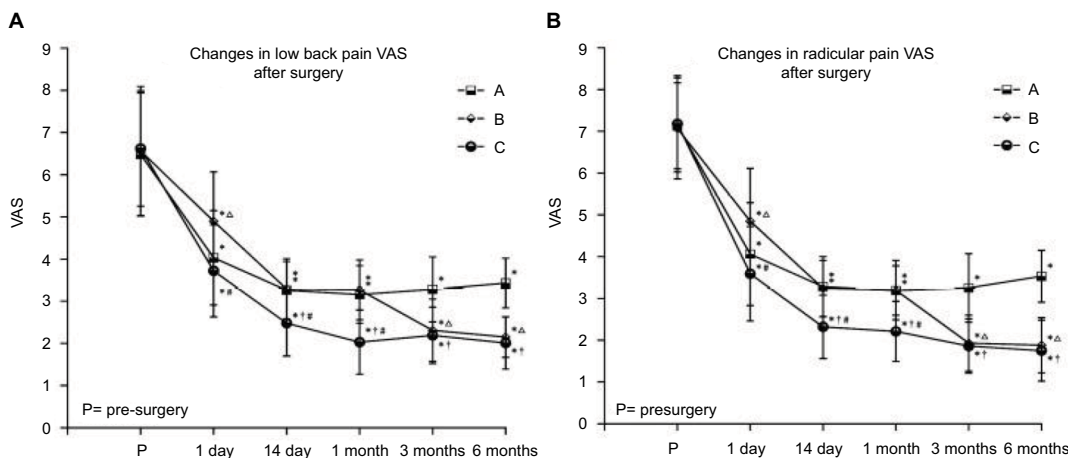 A
Changes in low back pain VAS
after surgery
9
8
7
6
5
4
3
2
1
0
VAS
A
B
C
*△
*
*#
*
*
*†#
*
*
*†#
*
*△
*†
*
*△
*†
P= pre-surgery
P 1 day 14 day 1 month 3 months 6 months
B
Changes in radicular pain VAS
after surgery
9
8
7
6
5
4
3
2
1
0
VAS
A
B
C
*△
*
*#
*
*
*†#
*
*
*†#
*
*△
*†
*
*△
*†
P= presurgery
P 1 day 14 day 1 month 3 months 6 months